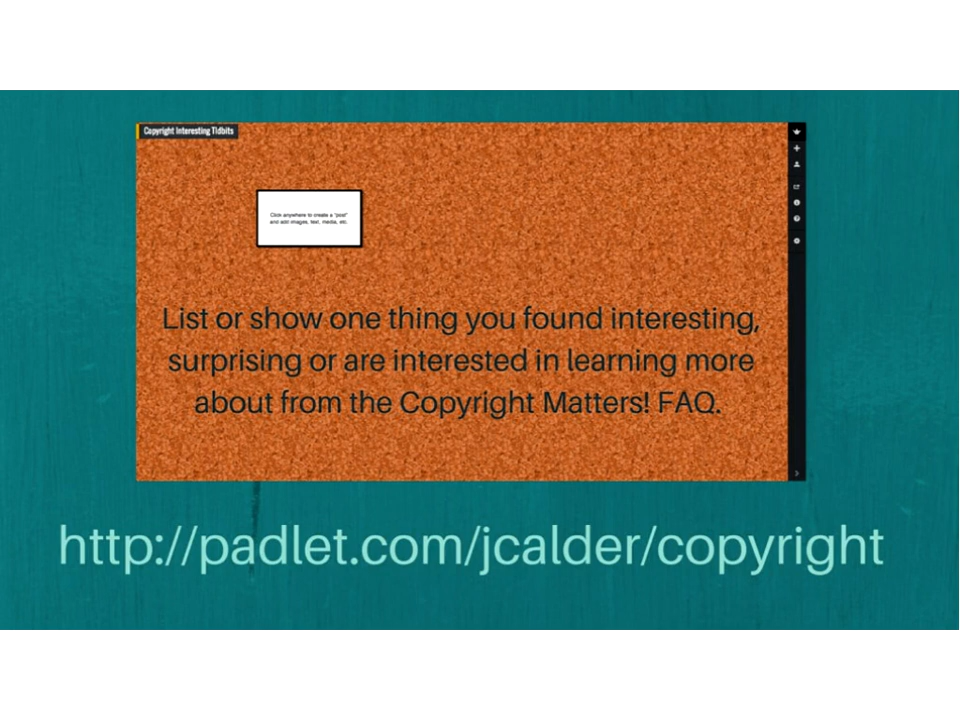 Copyright Interesting Tidbits
Click anywhere to create a "post"
and add images, text, media, etc.
List or show one thing you found interesting,
surprising or are interested in learning more
about from the Copyright Matters! FAQ.
http://padlet.com/jcalder/copyright